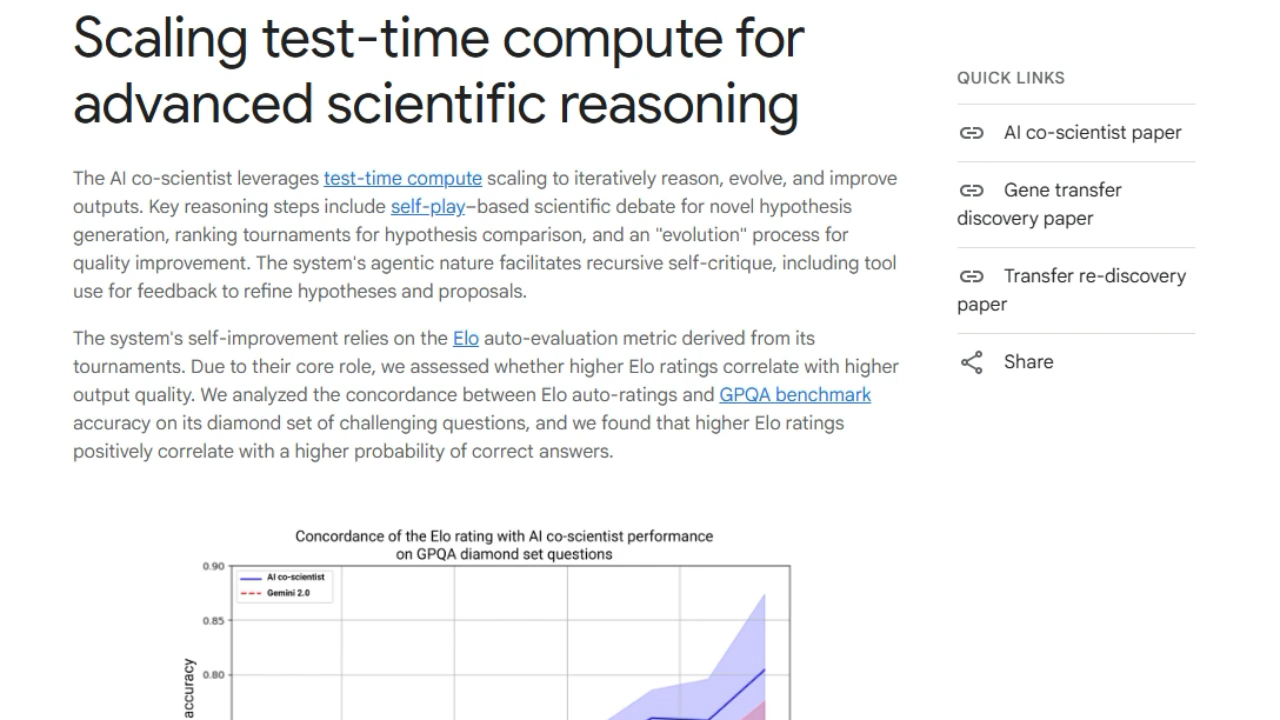 Scaling test-time compute for
advanced scientific reasoning
The AI co-scientist leverages test-time compute scaling to iteratively reason, evolve, and improve
outputs. Key reasoning steps include self-play–based scientific debate for novel hypothesis
generation, ranking tournaments for hypothesis comparison, and an "evolution" process for
quality improvement. The system's agentic nature facilitates recursive self-critique, including tool
use for feedback to refine hypotheses and proposals.
The system's self-improvement relies on the Elo auto-evaluation metric derived from its
tournaments. Due to their core role, we assessed whether higher Elo ratings correlate with higher
output quality. We analyzed the concordance between Elo auto-ratings and GPQA benchmark
accuracy on its diamond set of challenging questions, and we found that higher Elo ratings
positively correlate with a higher probability of correct answers.
Concordance of the Elo rating with AI co-scientist performance
on GPQA diamond set questions
0.90
AI co-scientist
Gemini 2.0
0.85
0.80
accuracy
QUICK LINKS
AI co-scientist paper
Gene transfer
discovery paper
Transfer re-discovery
paper
Share